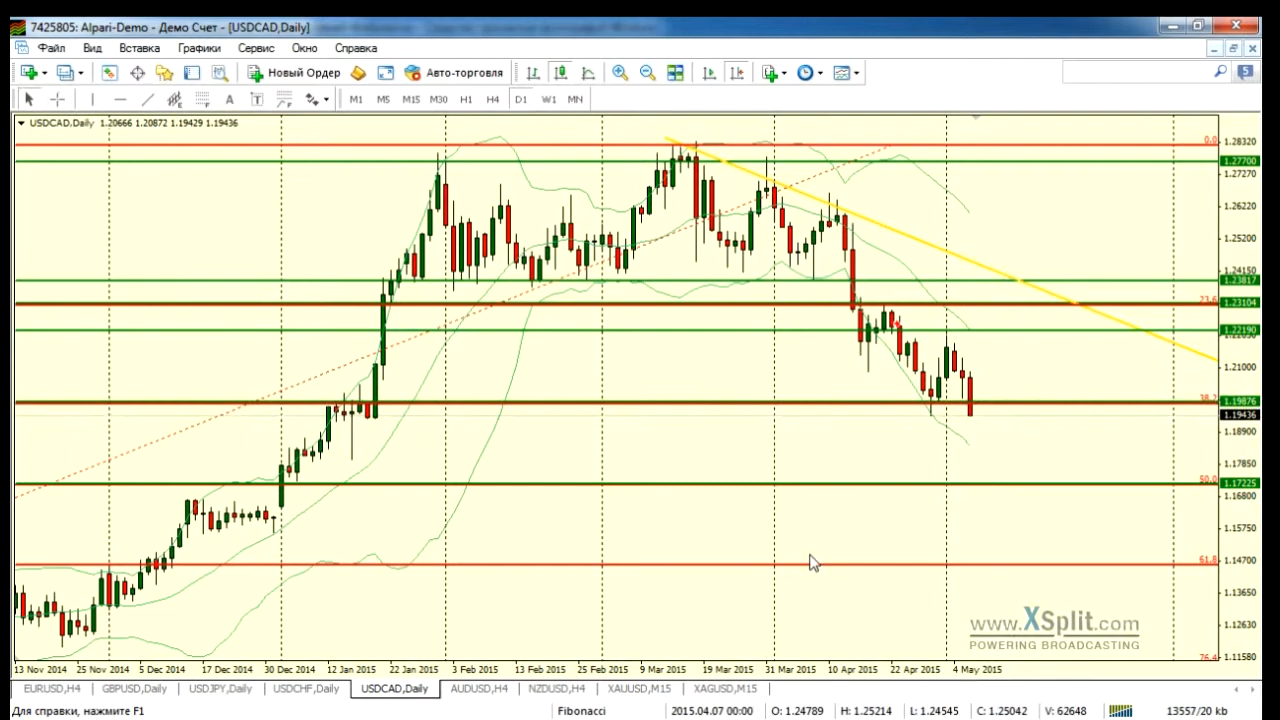 7425805: Alpari-Demo - Демо Счет - [USDCAD,Daily]
Файл Вид Вставка Графики Сервис Окно Справка
Новый Ордер Авто-торговля 5
A T M1 M5 M15 M30 H1 H4 D1 W1 MN
USDCAD,Daily 1.20666 1.20872 1.19429 1.19436
0.0 1.28320
1.27700
1.27270
1.26220
1.25200
1.24150
1.23817
23.6 1.23104
1.22190
1.21000
38.2 1.19876
1.19436
1.18900
1.17850
50.0 1.17225
1.16800
1.15750
61.8 1.14700
1.13650
1.12630
76.4 1.11580
www.XSplit.com
POWERING BROADCASTING
13 Nov 2014 25 Nov 2014 5 Dec 2014 17 Dec 2014 30 Dec 2014 12 Jan 2015 22 Jan 2015 3 Feb 2015 13 Feb 2015 25 Feb 2015 9 Mar 2015 19 Mar 2015 31 Mar 2015 10 Apr 2015 22 Apr 2015 4 May 2015
EURUSD,H4 GBPUSD,Daily USDJPY,Daily USDCHF,Daily USDCAD,Daily AUDUSD,H4 NZDUSD,H4 XAUUSD,M15 XAGUSD,M15
Для справки, нажмите F1 Fibonacci 2015.04.07 00:00 O: 1.24789 H: 1.25214 L: 1.24545 C: 1.25042 V: 62648 13557/20 kb